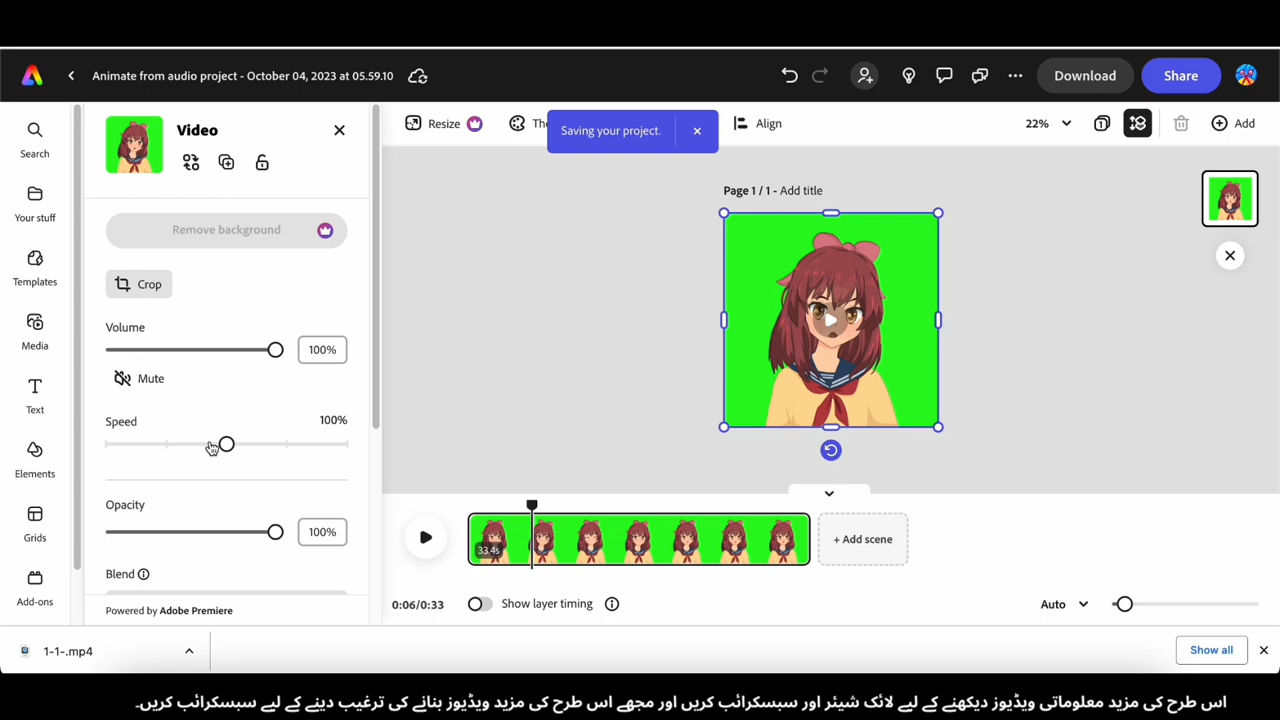 Animate from audio project - October 04, 2023 at 05.59.10
Download
Share
Search
Your stuff
Templates
Media
Text
Elements
Grids
Add-ons
Video
Remove background
Crop
Volume
100%
Mute
Speed
100%
Opacity
100%
Blend
Powered by Adobe Premiere
Resize
Th
Saving your project.
Align
22%
Add
Page 1 / 1 - Add title
33.4s
+ Add scene
0:06/0:33
Show layer timing
Auto
1-1-.mp4
Show all
اس طرح کی مزید معلوماتی ویڈیوز دیکھنے کے لیے لائک شیئر اور سبسکرائب کریں اور مجھے اس طرح کی مزید ویڈیوز بنانے کی ترغیب دینے کے لیے سبسکرائب کریں۔